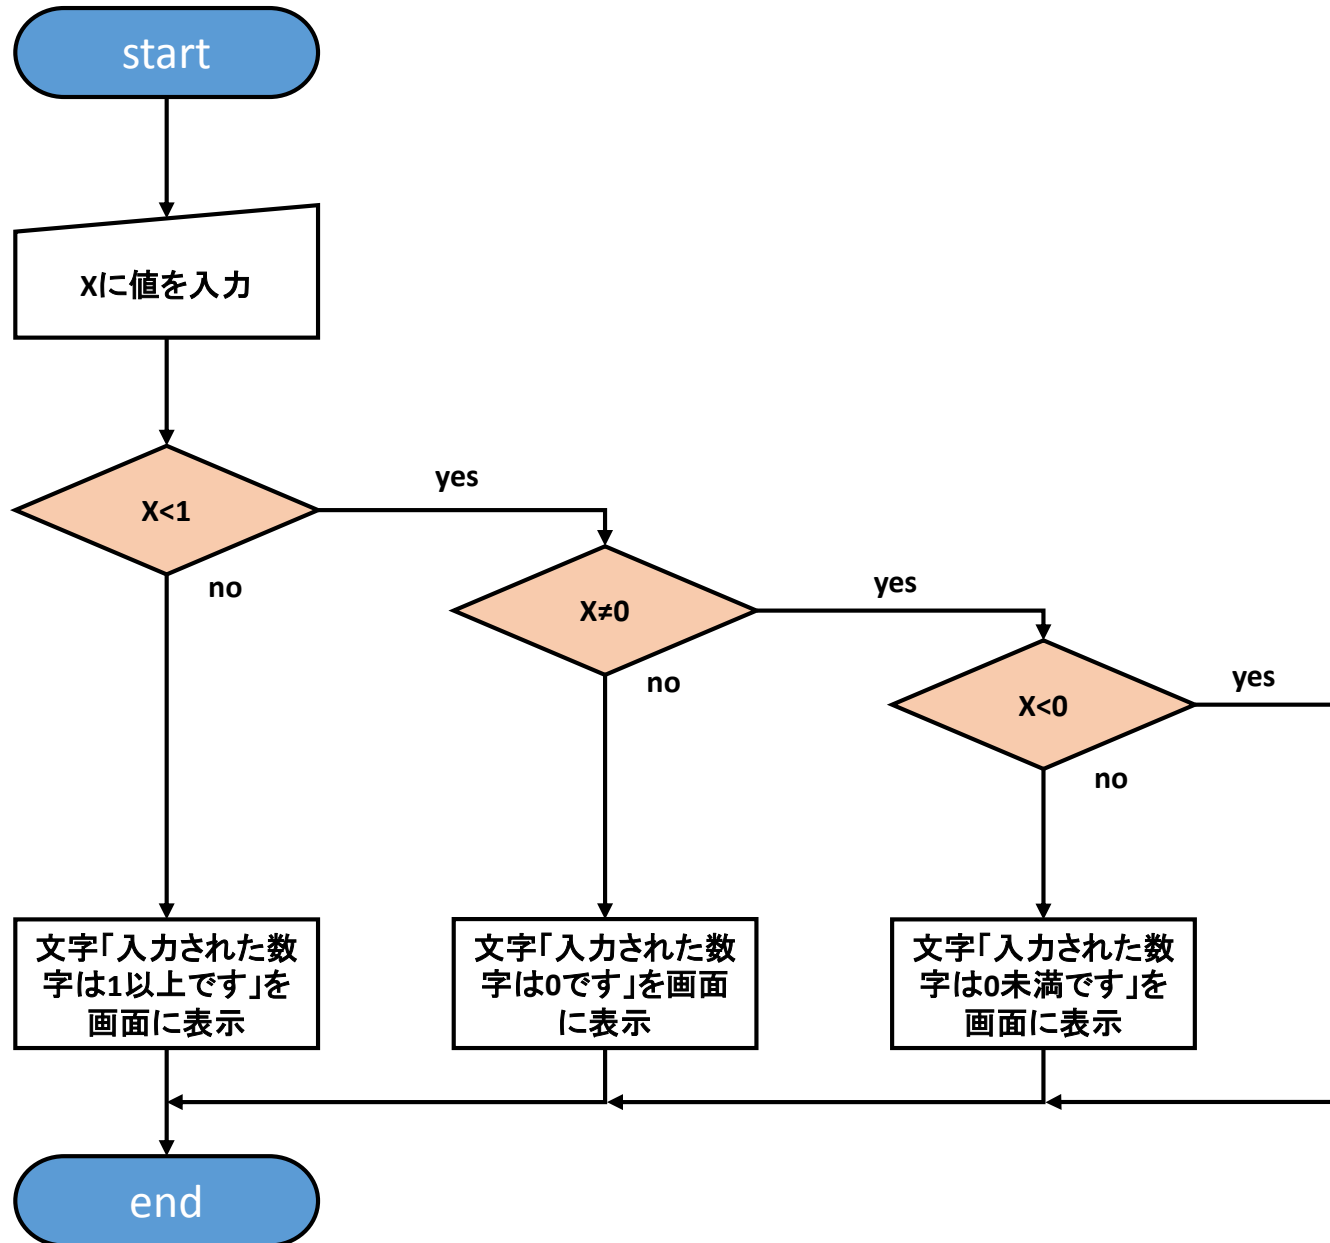 start
Xに値を入力
X<1
yes
no
X≠0
yes
no
X<0
yes
no
文字「入力された数
字は1以上です」を
画面に表示
文字「入力された数
字は0です」を画面
に表示
文字「入力された数
字は0未満です」を
画面に表示
end